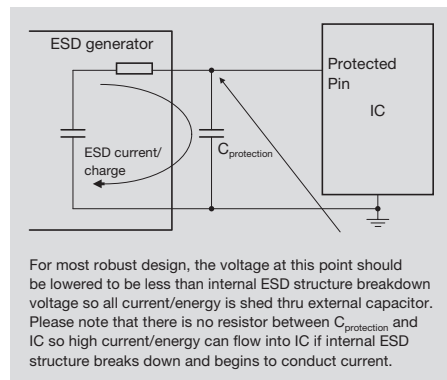 ESD generator
Protected
Pin
IC
ESD current/
charge
Cprotection
For most robust design, the voltage at this point should
be lowered to be less than internal ESD structure breakdown
voltage so all current/energy is shed thru external capacitor.
Please note that there is no resistor between Cprotection and
IC so high current/energy can flow into IC if internal ESD
structure breaks down and begins to conduct current.